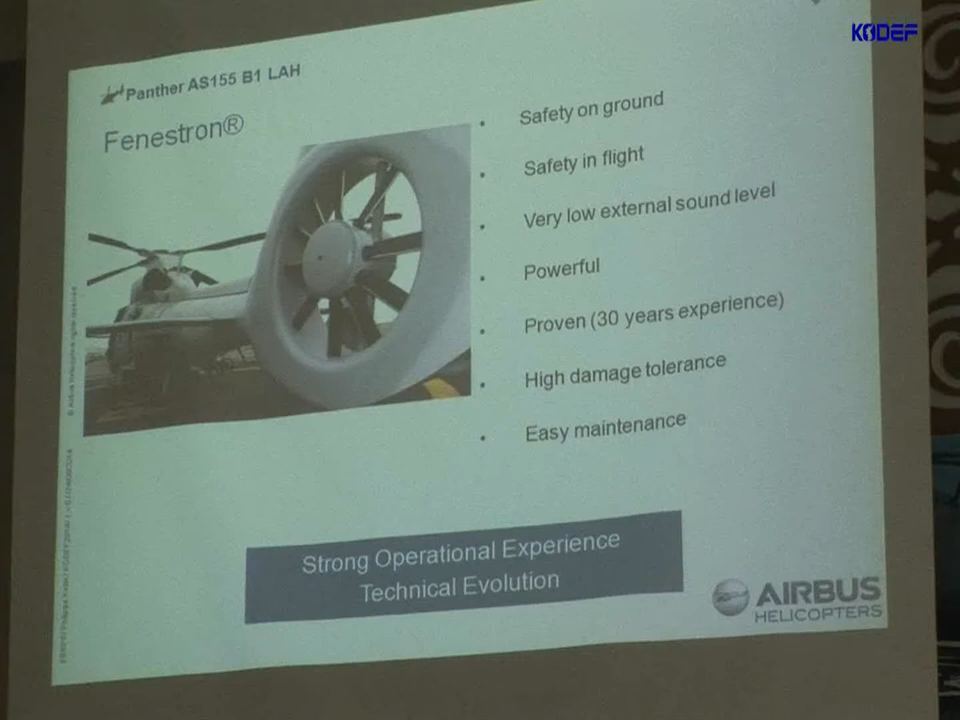 KODEF
Panther AS155 B1 LAH
Fenestron®
Safety on ground
Safety in flight
Very low external sound level
Powerful
Proven (30 years experience)
High damage tolerance
Easy maintenance
Strong Operational Experience
Technical Evolution
AIRBUS
HELICOPTERS